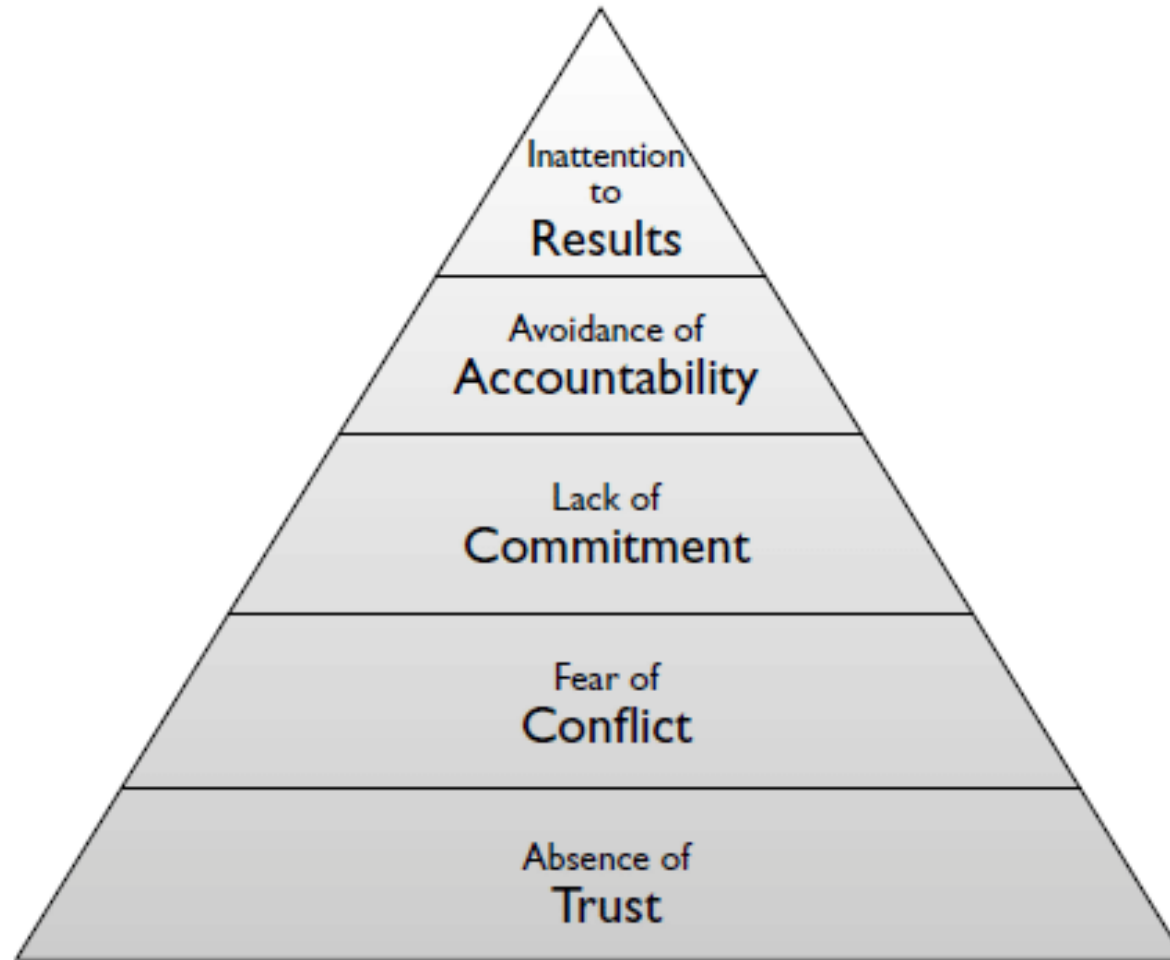 Inattention
to
Results
Avoidance of
Accountability
Lack of
Commitment
Fear of
Conflict
Absence of
Trust